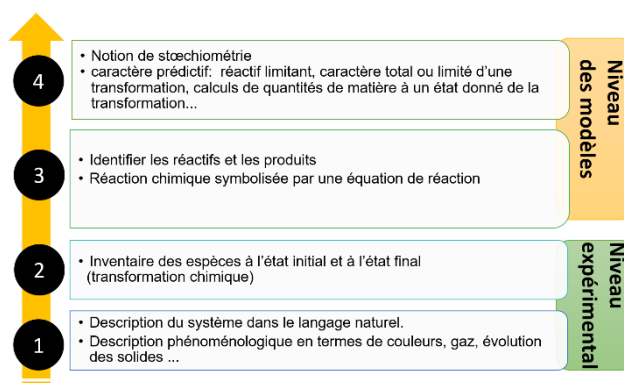 4
• Notion de stœchiométrie
• caractère prédictif: réactif limitant, caractère total ou limité d'une
transformation, calculs de quantités de matière à un état donné de la
transformation...
Niveau
des modèles
3
• Identifier les réactifs et les produits
• Réaction chimique symbolisée par une équation de réaction
2
• Inventaire des espèces à l'état initial et à l'état final
(transformation chimique)
Niveau
expérimental
1
• Description du système dans le langage naturel.
• Description phénoménologique en termes de couleurs, gaz, évolution
des solides ...